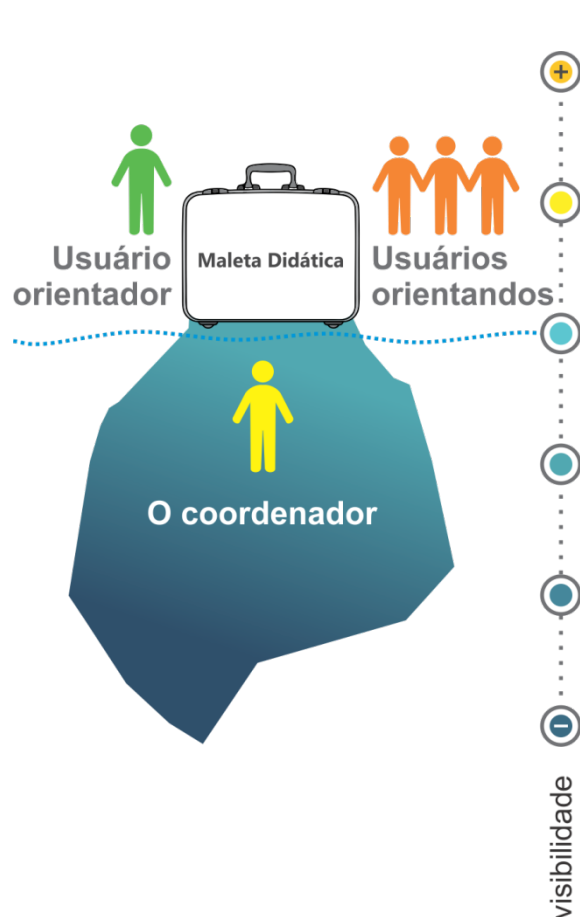 +
Usuário
orientador
Maleta Didática
Usuários
orientandos
O coordenador
−
visibilidade